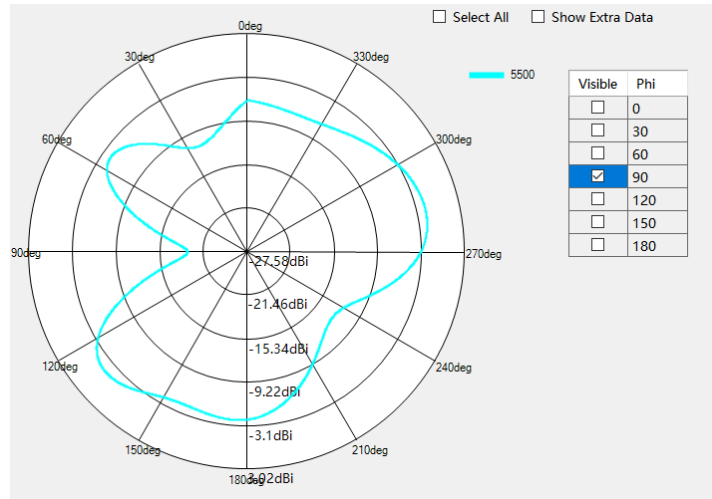 Select All
Show Extra Data
0deg
30deg
330deg
5500
Visible Phi
0
30
60
90
120
150
180
60deg
300deg
90deg
270deg
-27.58dBi
-21.46dBi
-15.34dBi
120deg
240deg
-9.22dBi
-3.1dBi
150deg
210deg
180deg
3.02dBi